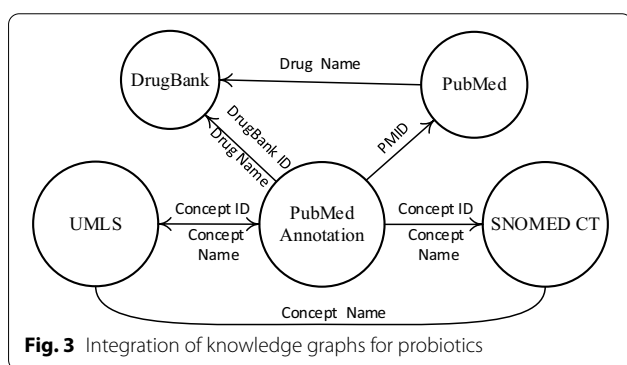 Drug Name
DrugBank
PubMed
DrugBank ID
Drug Name
PMID
UMLS
Concept ID
Concept
Name
PubMed
Annotation
Concept ID
Concept
Name
SNOMED CT
Concept Name
Fig. 3 Integration of knowledge graphs for probiotics